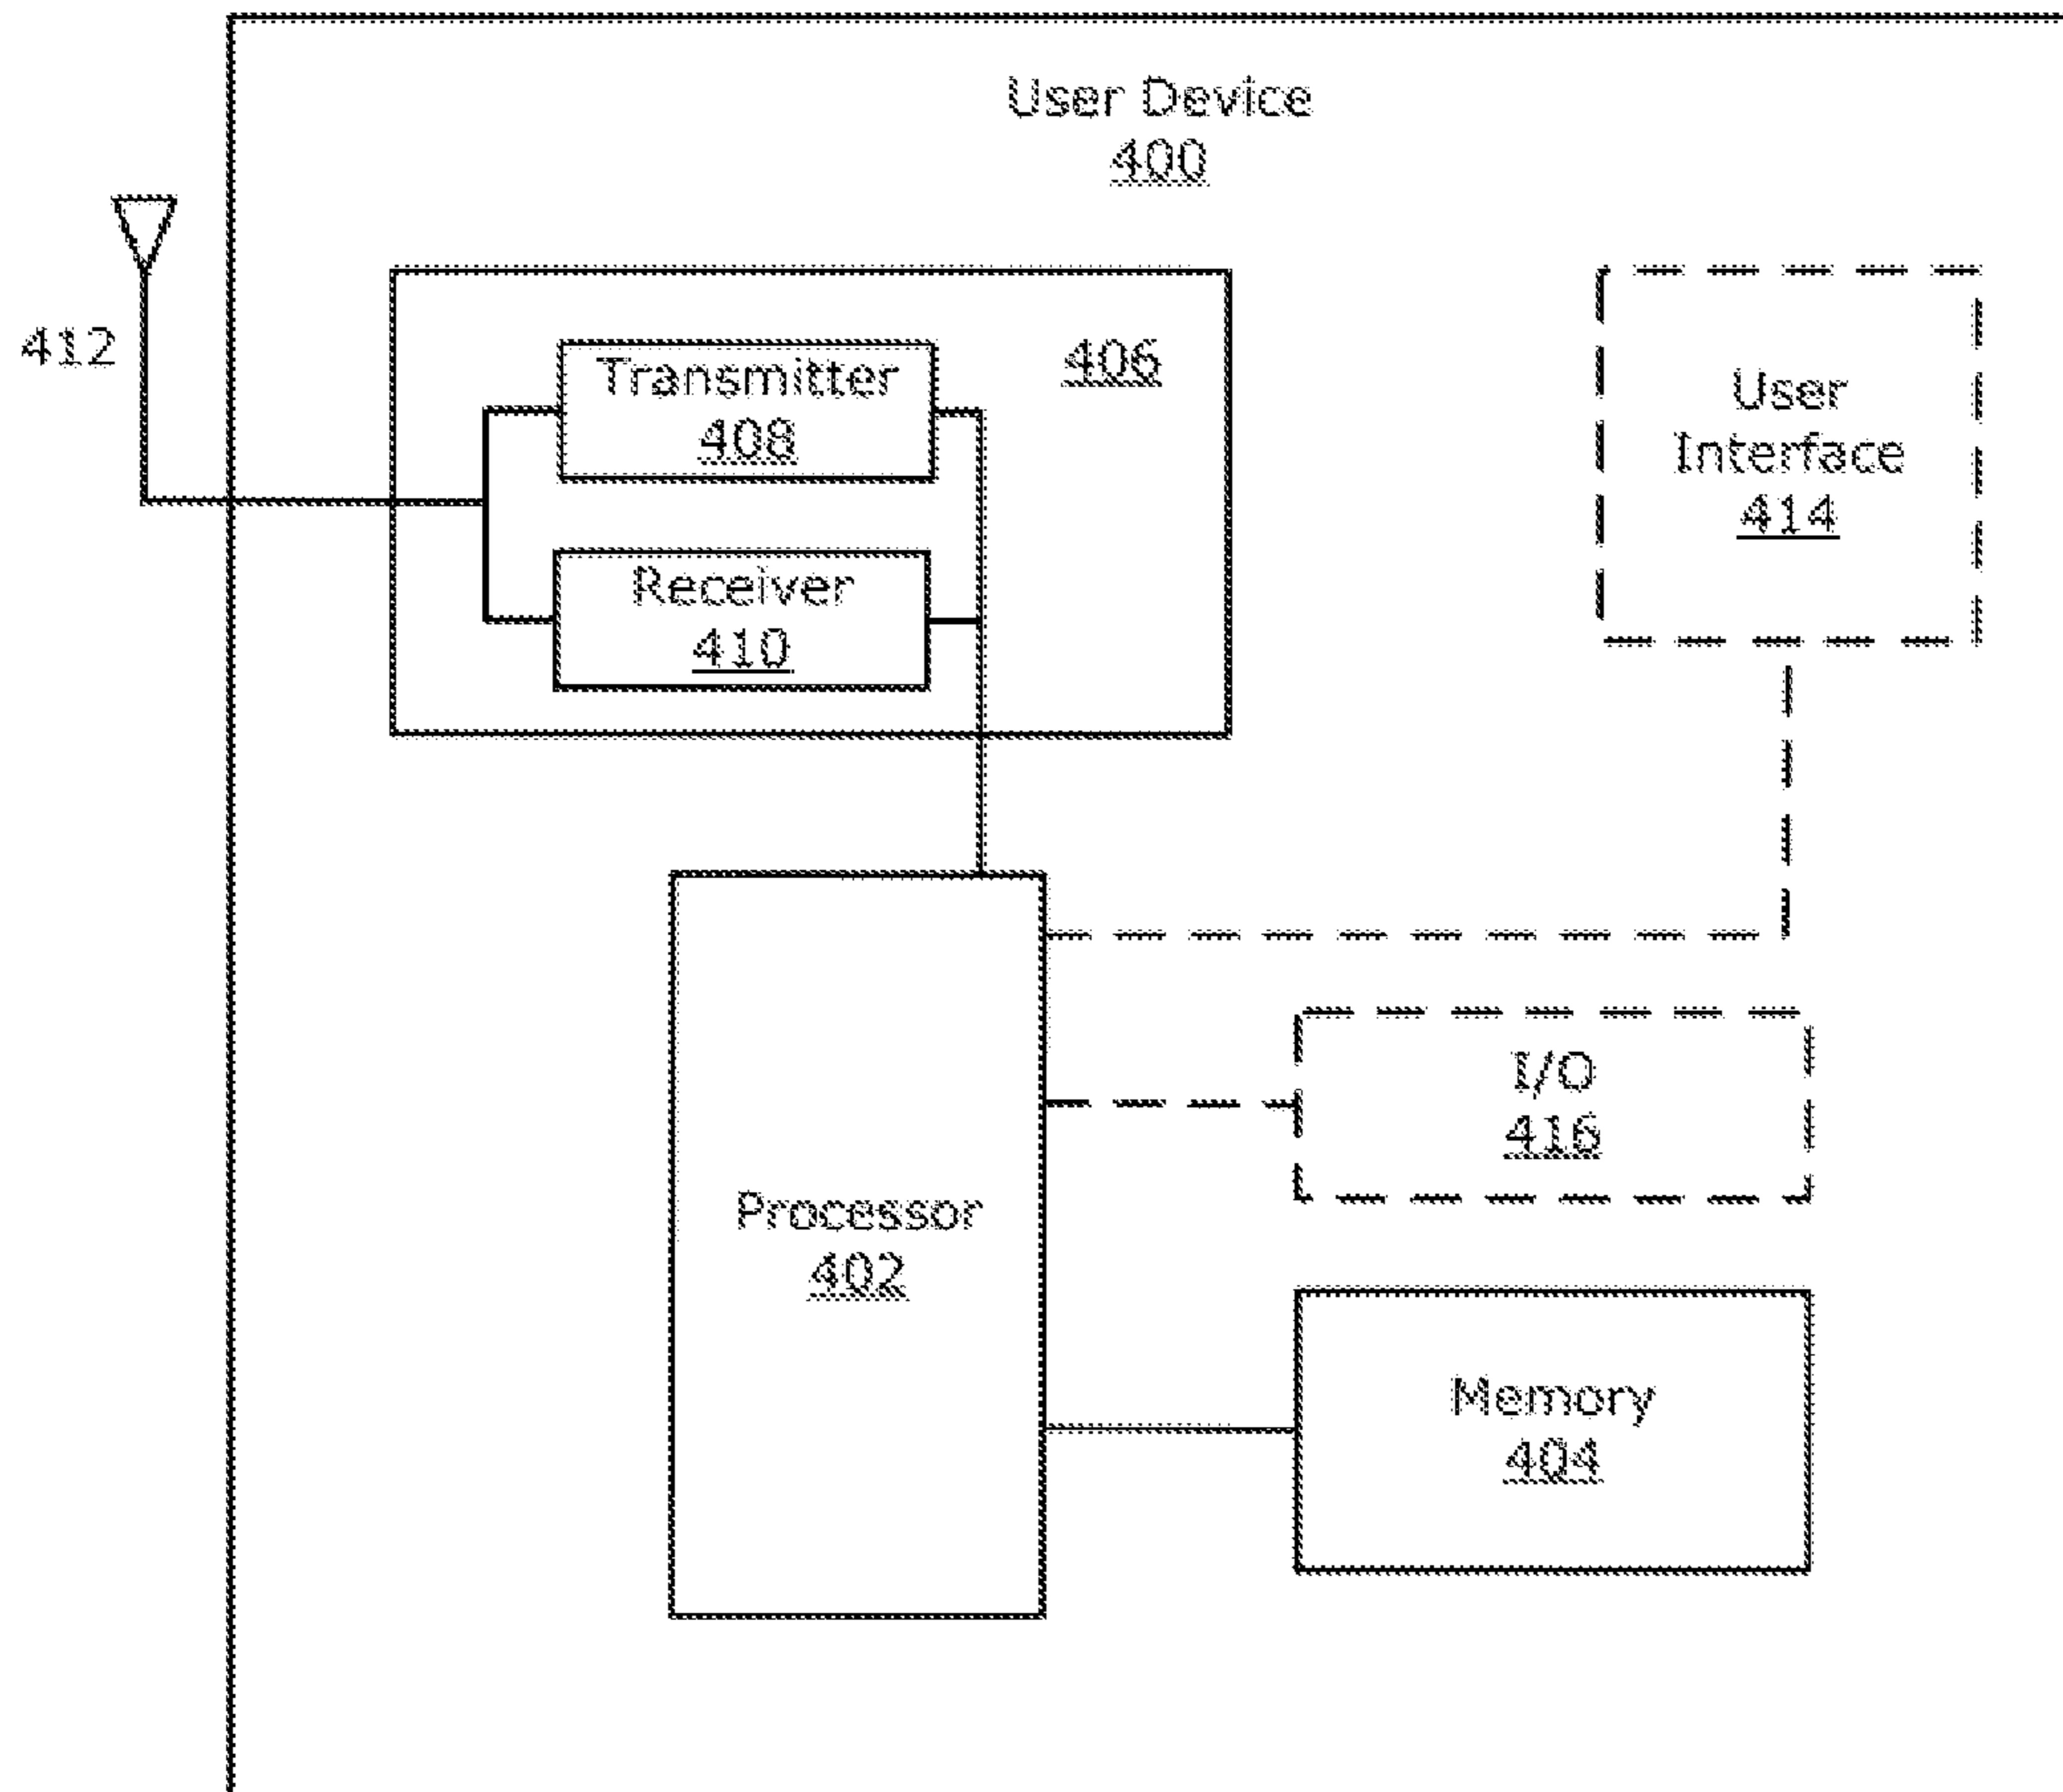 User Device
400
412
406
Transmitter
408
Receiver
410
User
Interface
414
I/O
416
Processor
402
Memory
404